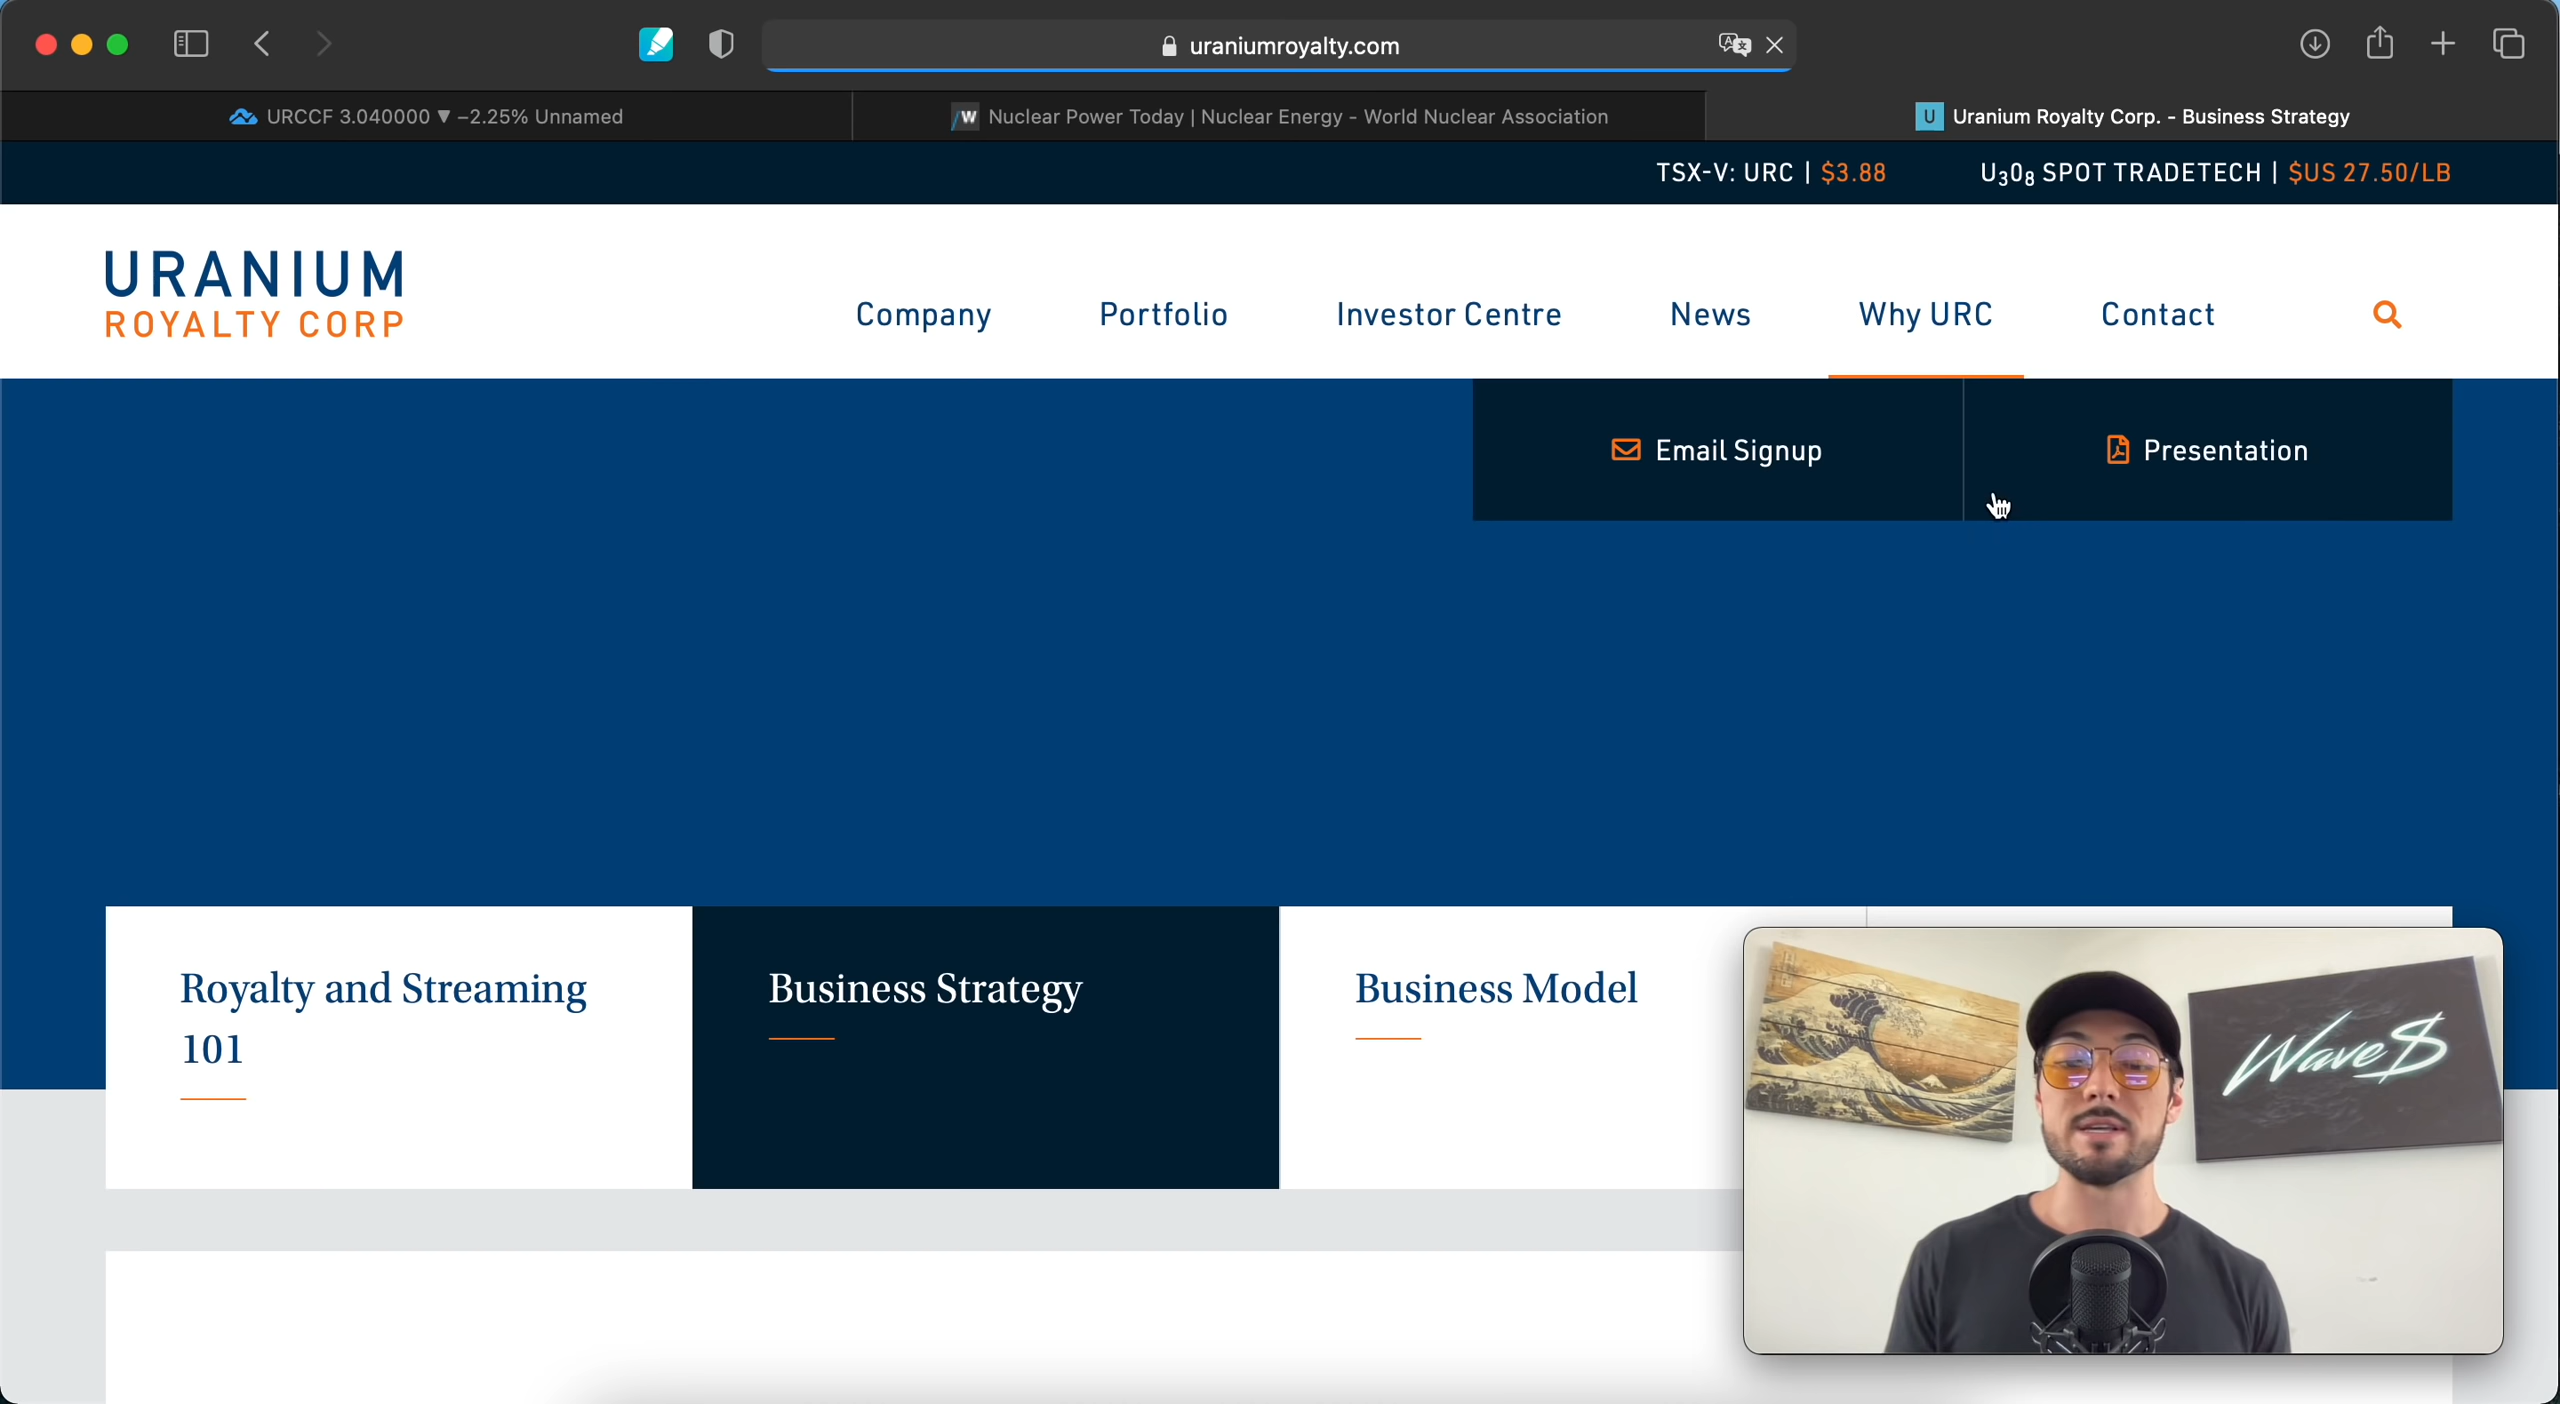 uraniumroyalty.com
URCCF 3.040000 ▼ −2.25% Unnamed
W Nuclear Power Today | Nuclear Energy - World Nuclear Association
U Uranium Royalty Corp. - Business Strategy
TSX-V: URC | $3.88 U₃O₈ SPOT TRADETECH | $US 27.50/LB
URANIUM
ROYALTY CORP
Company Portfolio Investor Centre News Why URC Contact
Email Signup Presentation
Royalty and Streaming
101
Business Strategy
Business Model
Wave$